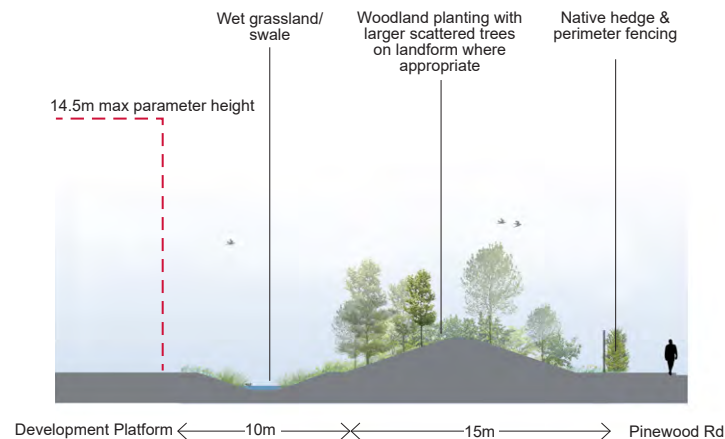 Wet grassland/
swale
Woodland planting with
larger scattered trees
on landform where
appropriate
Native hedge &
perimeter fencing
14.5m max parameter height
Development Platform
10m
15m
Pinewood Rd